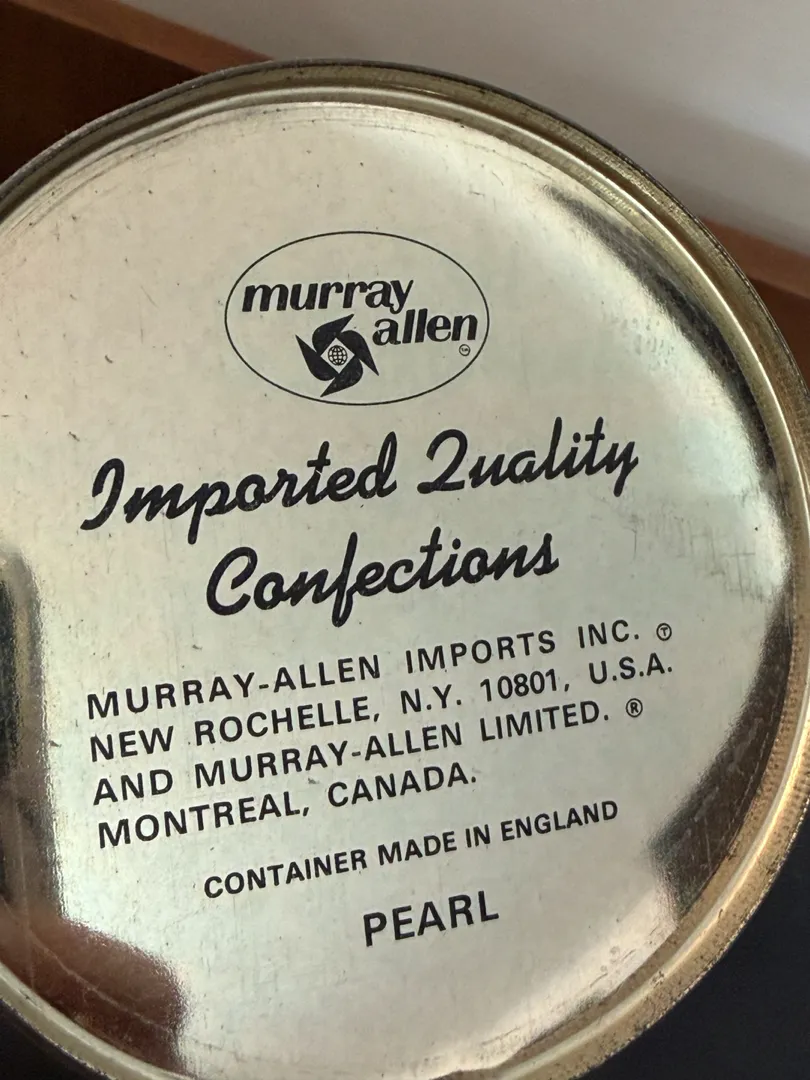 murray
allen
Imported Quality
Confections
MURRAY-ALLEN IMPORTS INC. Ⓣ
NEW ROCHELLE, N.Y. 10801, U.S.A.
AND MURRAY-ALLEN LIMITED. ®
MONTREAL, CANADA.
CONTAINER MADE IN ENGLAND
PEARL